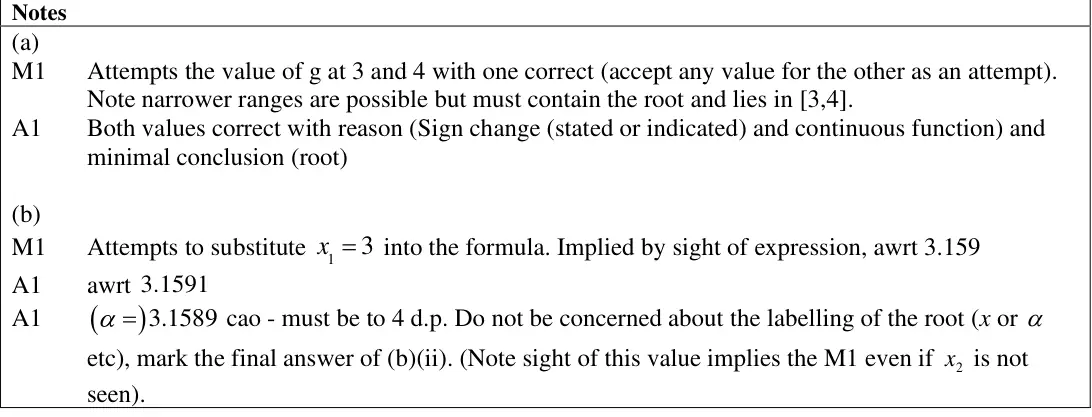 Notes
(a)
M1 Attempts the value of g at 3 and 4 with one correct (accept any value for the other as an attempt).
Note narrower ranges are possible but must contain the root and lies in [3,4].
A1 Both values correct with reason (Sign change (stated or indicated) and continuous function) and
minimal conclusion (root)
(b)
M1 Attempts to substitute x₁ = 3 into the formula. Implied by sight of expression, awrt 3.159
A1 awrt 3.1591
A1 (α =)3.1589 cao - must be to 4 d.p. Do not be concerned about the labelling of the root (x or α
etc), mark the final answer of (b)(ii). (Note sight of this value implies the M1 even if x₂ is not
seen).